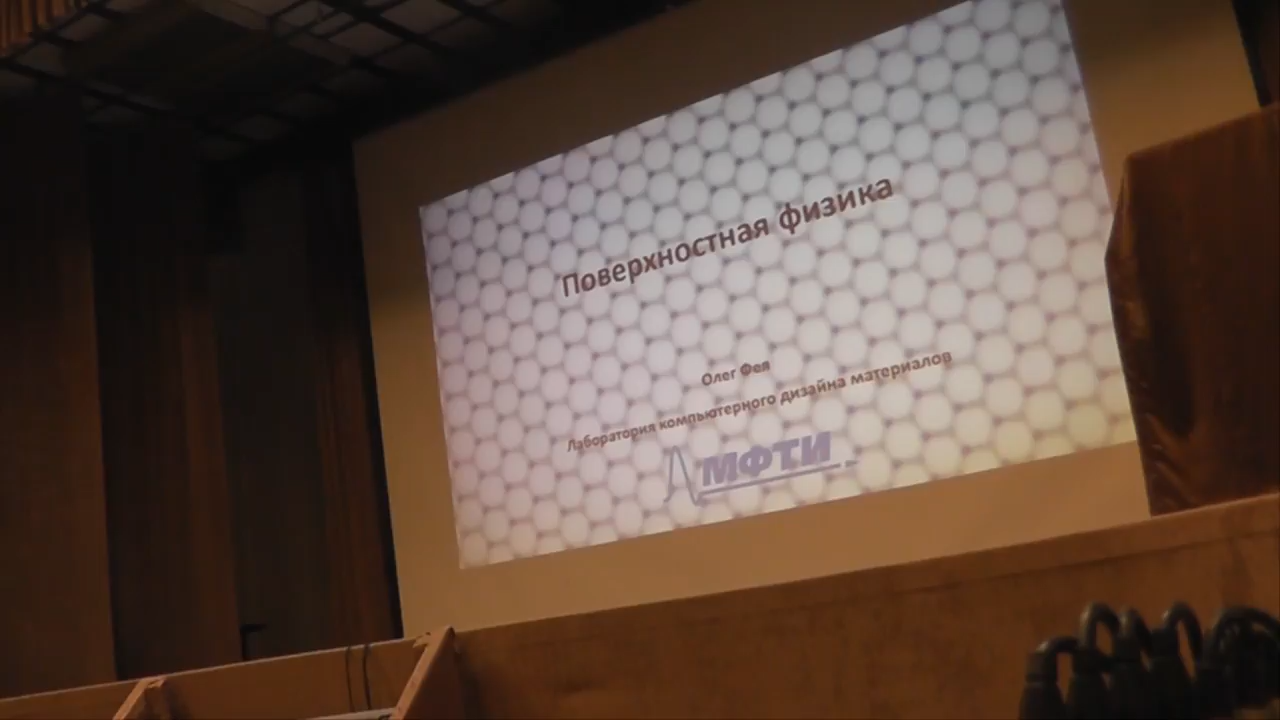 Поверхностная физика
Олег Фея
Лаборатория компьютерного дизайна материалов
МФТИ